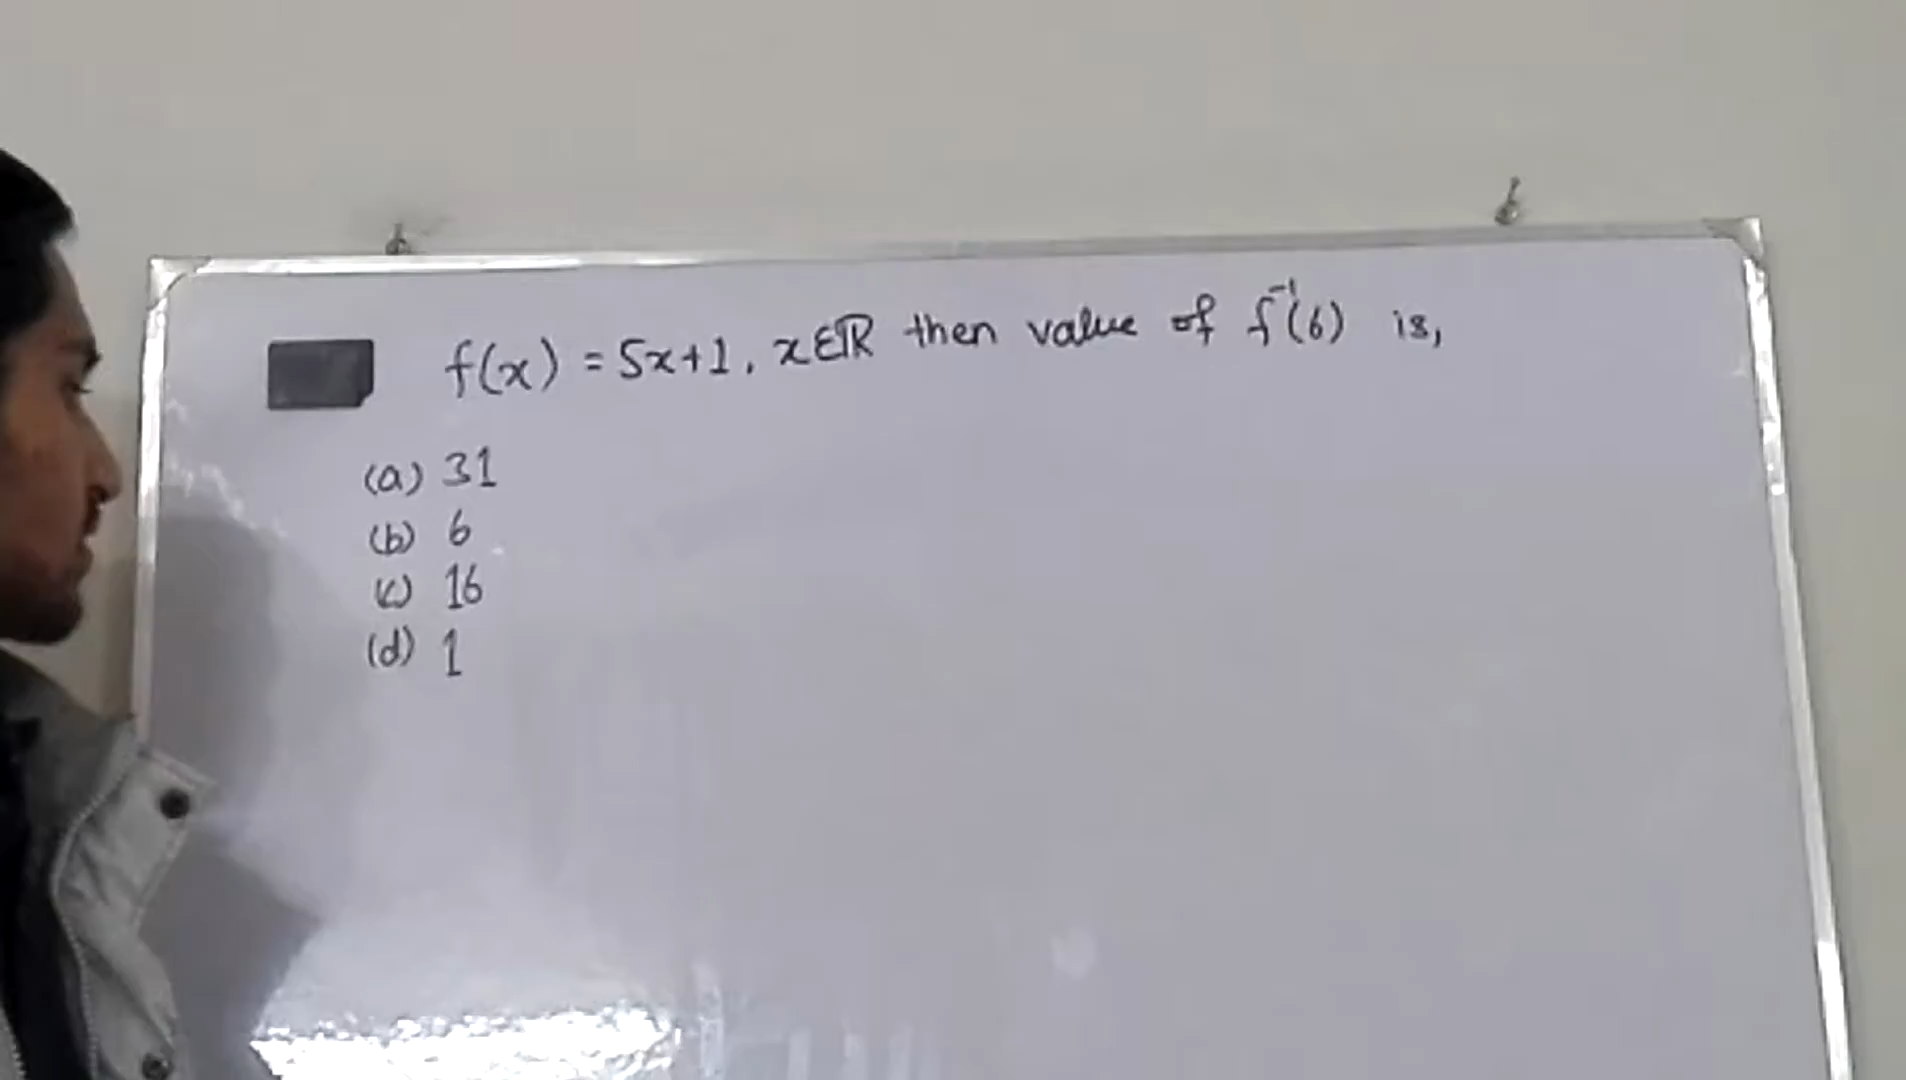 f(x) = 5x+1, x∈ℝ then value of f⁻¹(6) is,
(a) 31
(b) 6
(c) 16
(d) 1